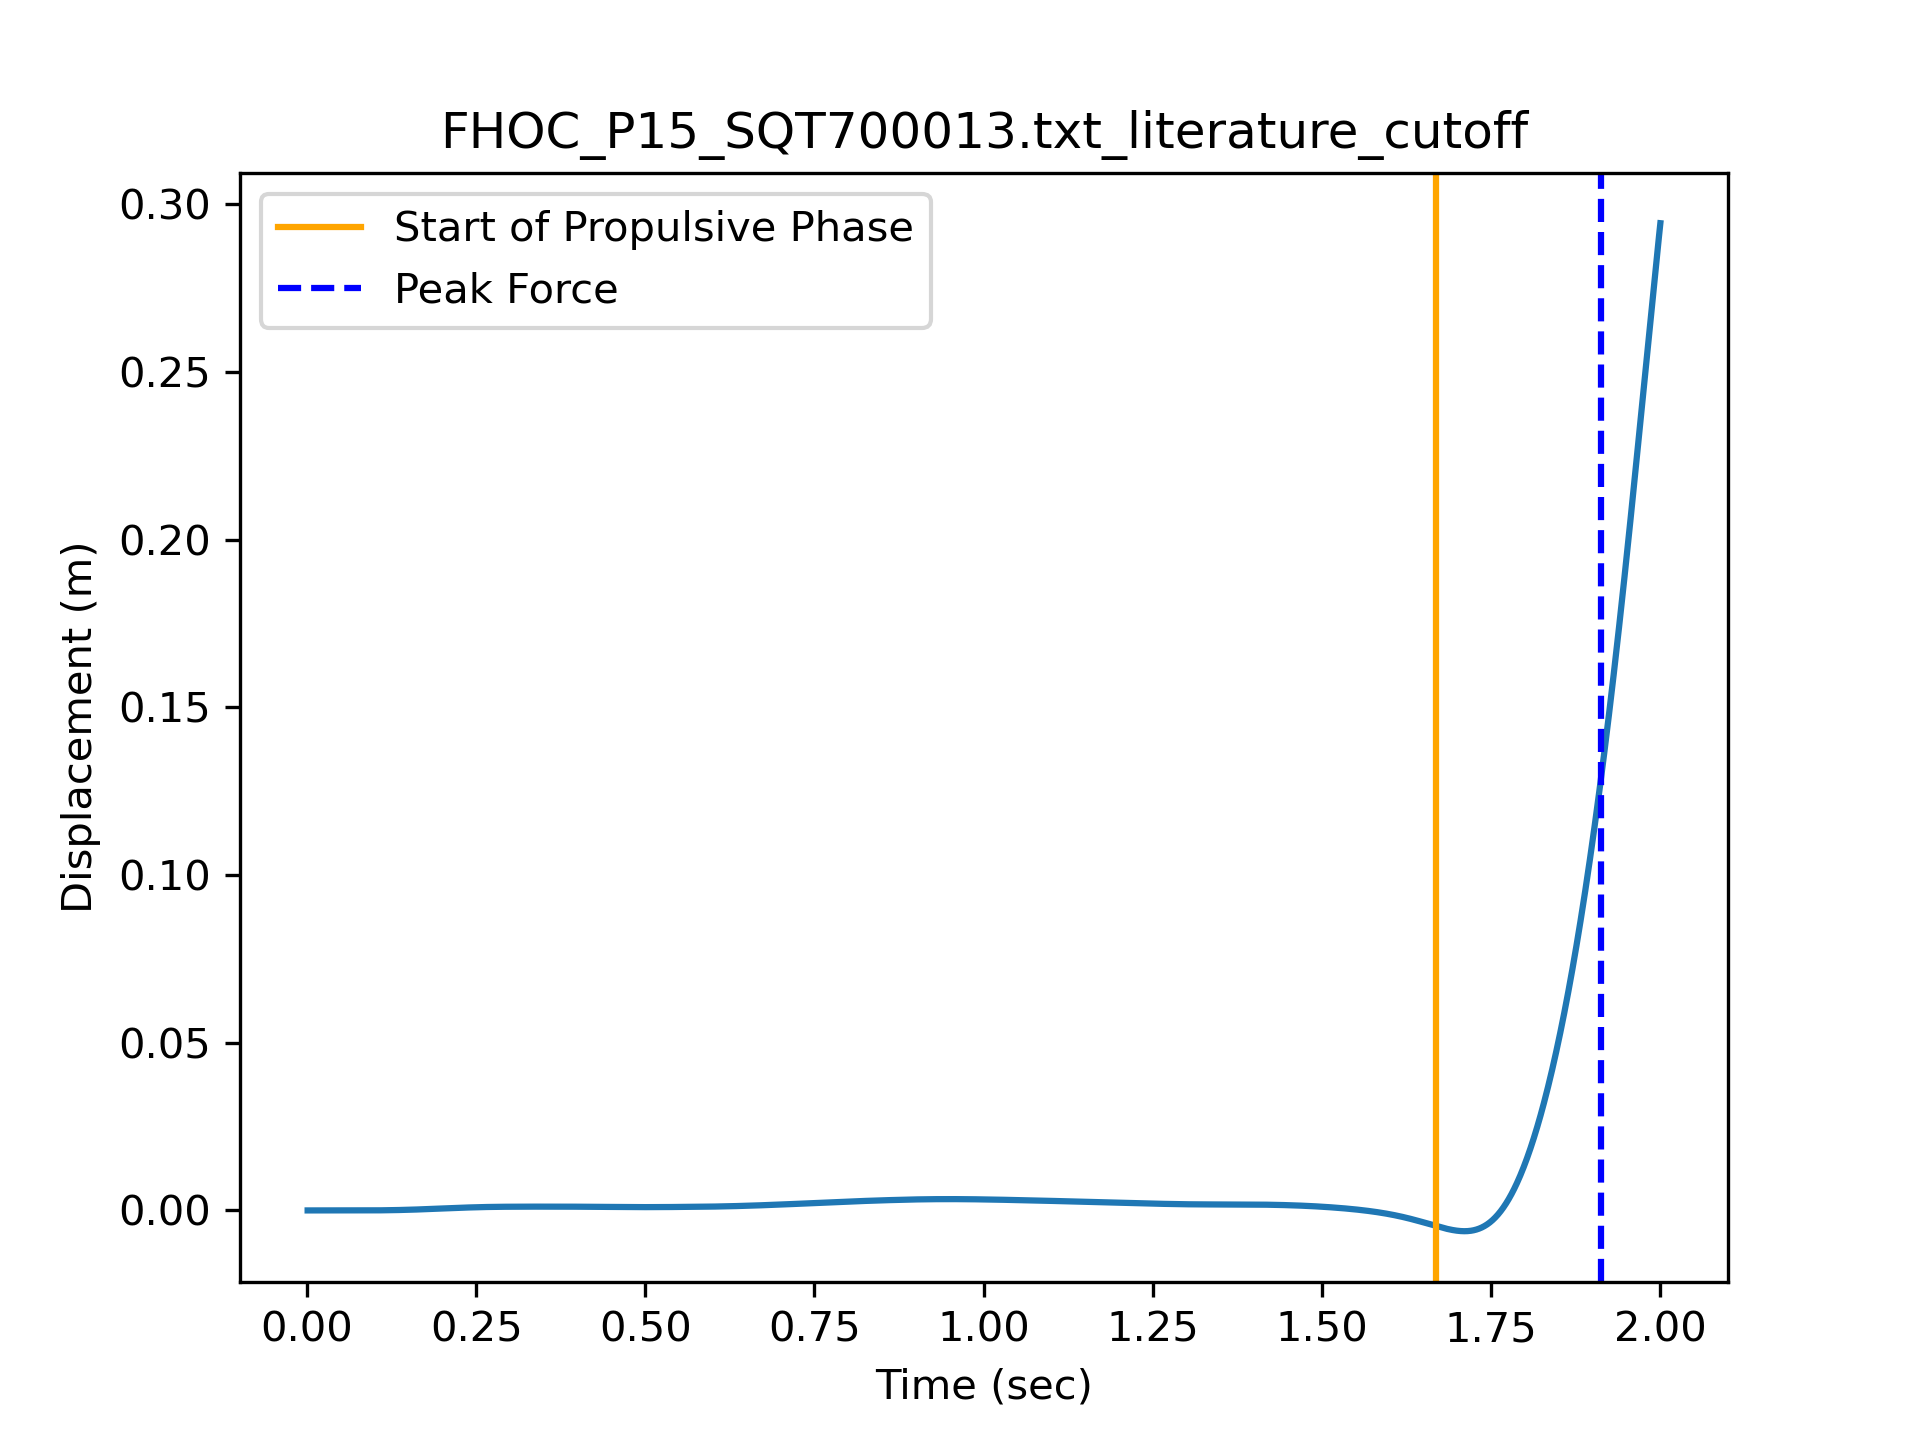 FHOC_P15_SQT700013.txt_literature_cutoff
Start of Propulsive Phase
Peak Force
0.30
0.25
0.20
0.15
0.10
0.05
0.00
Displacement (m)
0.00 0.25 0.50 0.75 1.00 1.25 1.50 1.75 2.00
Time (sec)